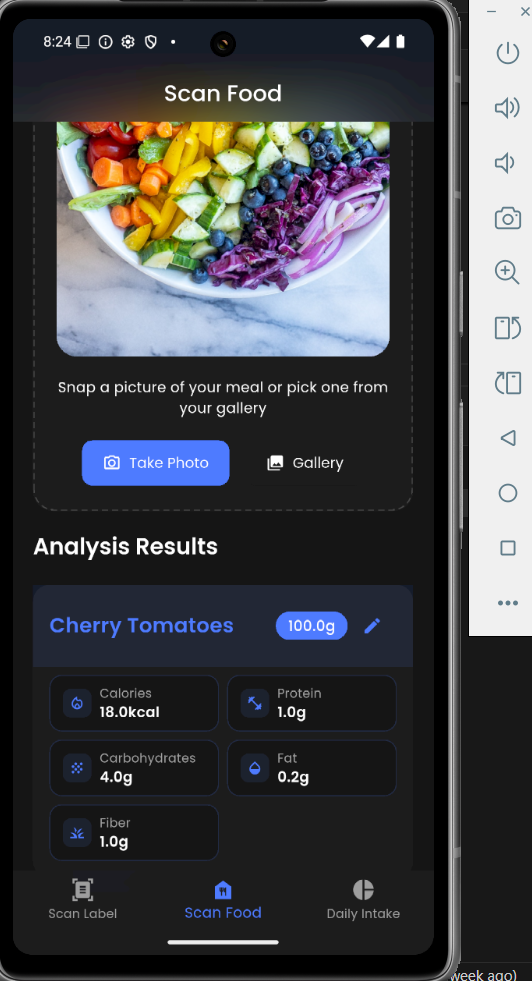 8:24
Scan Food
Snap a picture of your meal or pick one from
your gallery
Take Photo
Gallery
Analysis Results
Cherry Tomatoes
100.0g
Calories
18.0kcal
Protein
1.0g
Carbohydrates
4.0g
Fat
0.2g
Fiber
1.0g
Scan Label
Scan Food
Daily Intake
week ago)